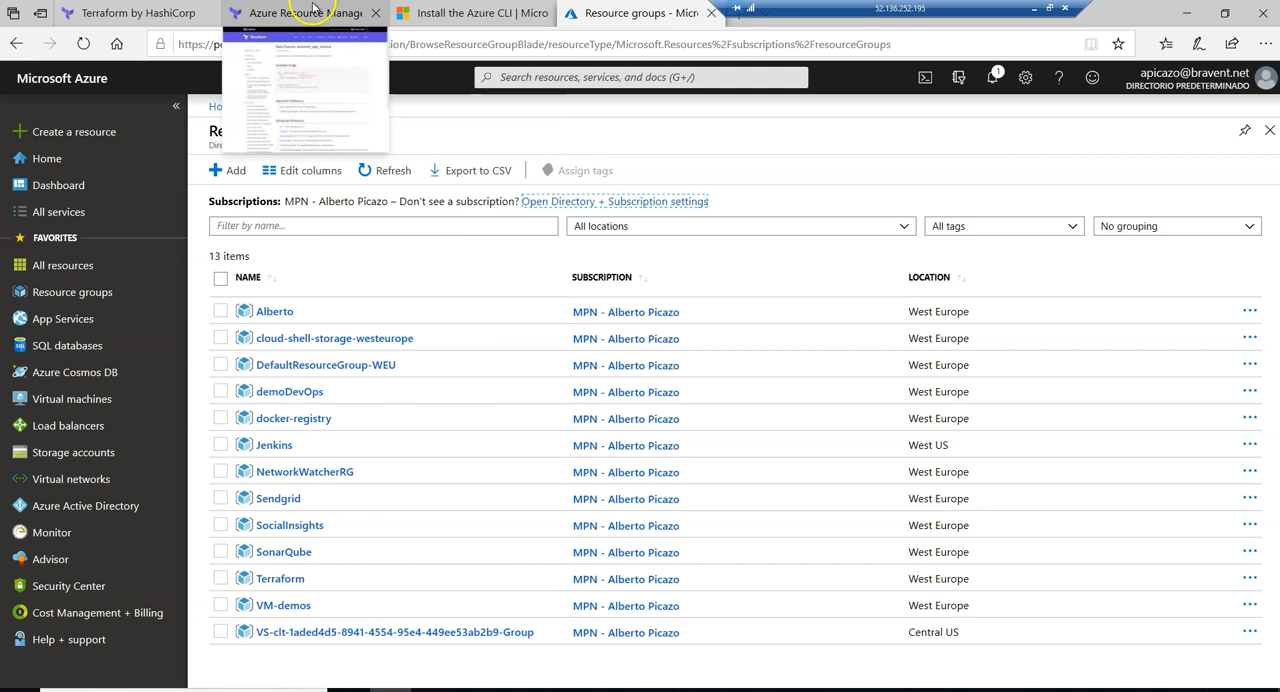 Terraform by HashiCorp
Azure Resource Manage
Install the Azure CLI | Micro
Resource groups - Micr
52.136.252.195
https://po
ion/BrowseResource
Type/Microsoft.Res
2FResourceGroups
Microsoft Azure
1
apicazo@bravent.net
DIRECTORIO PREDETERMINADO
Create a resource
Home
Dashboard
All services
FAVORITES
All resources
Resource groups
App Services
SQL databases
Azure Cosmos DB
Virtual machines
Load balancers
Storage accounts
Virtual networks
Azure Active Directory
Monitor
Advisor
Security Center
Cost Management + Billing
Help + support
Ho
Re
Dire
Add
Edit columns
Refresh
Export to CSV
Assign tags
Subscriptions: MPN - Alberto Picazo – Don't see a subscription? Open Directory + Subscription settings
Filter by name...
All locations
All tags
No grouping
13 items
NAME SUBSCRIPTION LOCATION
Alberto MPN - Alberto Picazo West Europe
cloud-shell-storage-westeurope MPN - Alberto Picazo West Europe
DefaultResourceGroup-WEU MPN - Alberto Picazo West Europe
demoDevOps MPN - Alberto Picazo West Europe
docker-registry MPN - Alberto Picazo West Europe
Jenkins MPN - Alberto Picazo West US
NetworkWatcherRG MPN - Alberto Picazo West Europe
Sendgrid MPN - Alberto Picazo West Europe
SocialInsights MPN - Alberto Picazo West Europe
SonarQube MPN - Alberto Picazo West Europe
Terraform MPN - Alberto Picazo West Europe
VM-demos MPN - Alberto Picazo West Europe
VS-clt-1aded4d5-8941-4554-95e4-449ee53ab2b9-Group MPN - Alberto Picazo Central US